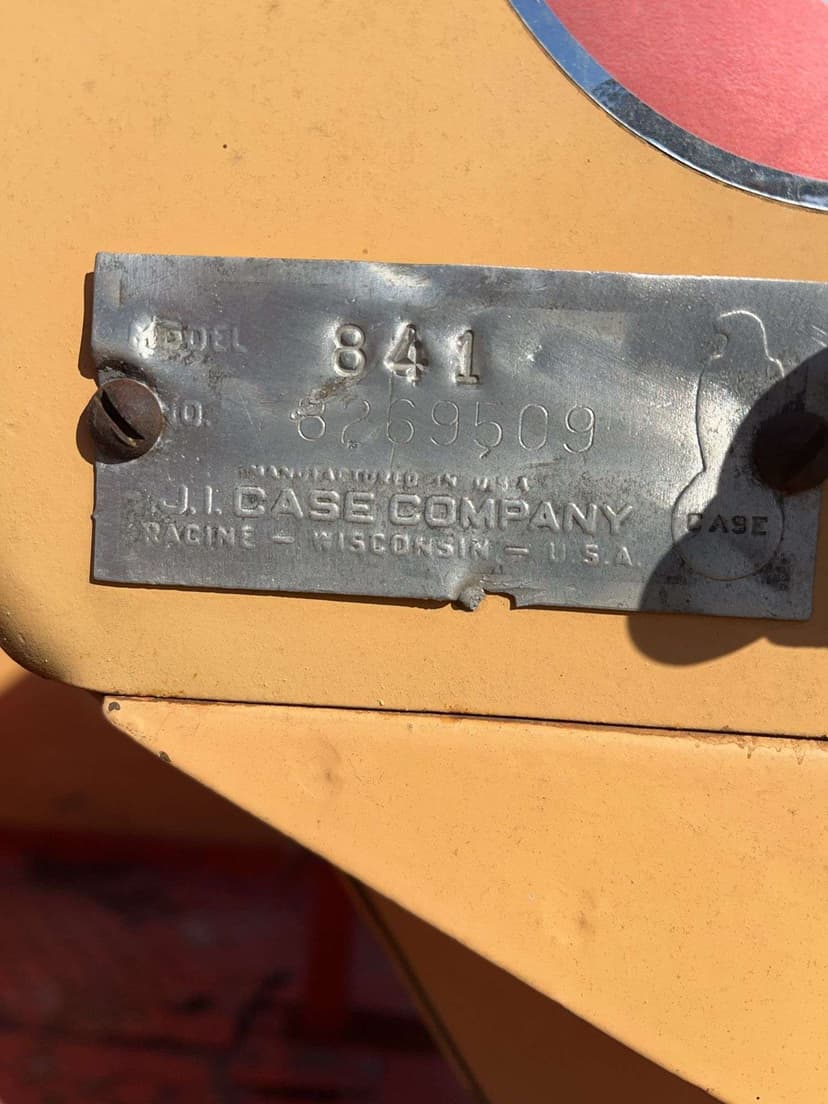 MODEL 841
NO. 8269509
MANUFACTURED IN U.S.A.
J.I. CASE COMPANY
RACINE — WISCONSIN — U.S.A.
CASE